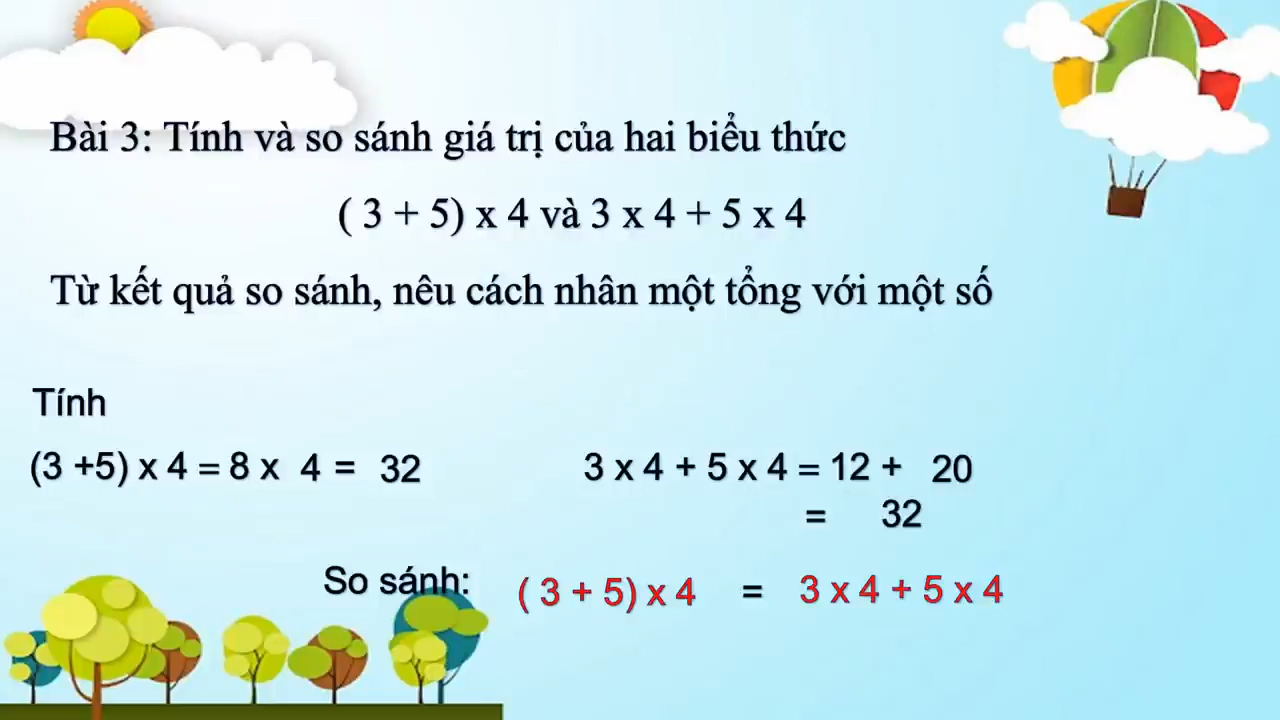 Bài 3: Tính và so sánh giá trị của hai biểu thức
( 3 + 5) x 4 và 3 x 4 + 5 x 4
Từ kết quả so sánh, nêu cách nhân một tổng với một số
Tính
(3 +5) x 4 = 8 x 4 = 32
3 x 4 + 5 x 4 = 12 + 20
= 32
So sánh: ( 3 + 5) x 4 = 3 x 4 + 5 x 4